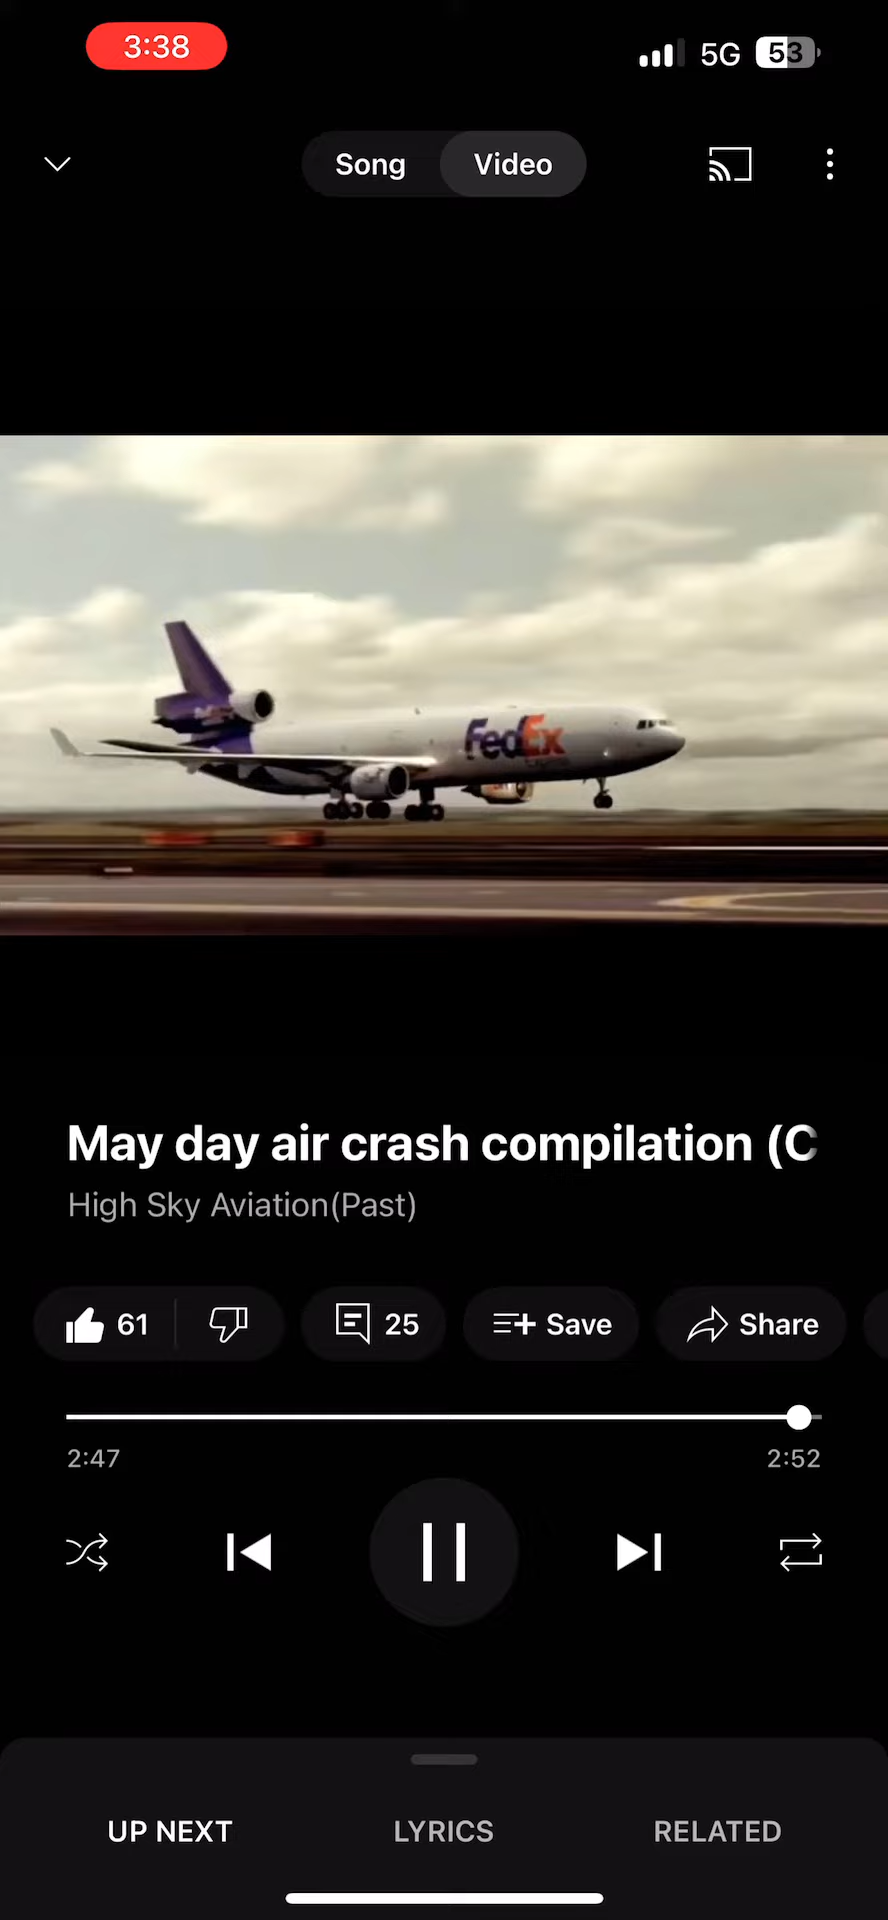 3:38
5G 53
Song Video
FedEx
May day air crash compilation (C
High Sky Aviation(Past)
61 25 Save Share
2:47 2:52
UP NEXT LYRICS RELATED